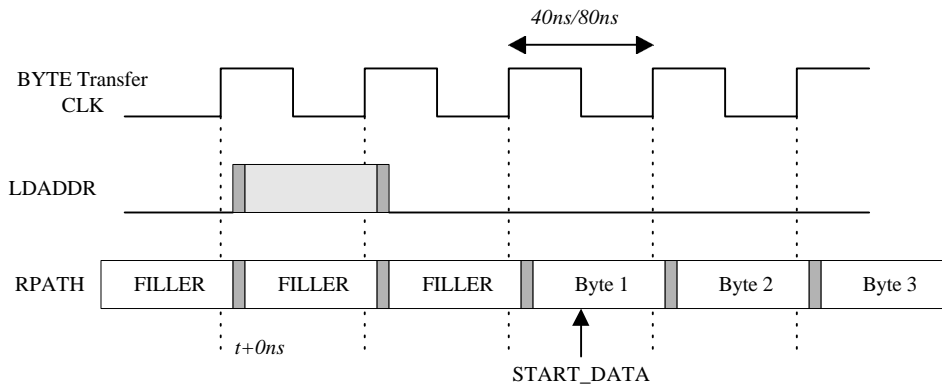 40ns/80ns
BYTE Transfer
CLK
LDADDR
RPATH
FILLER
FILLER
FILLER
Byte 1
Byte 2
Byte 3
t+0ns
START_DATA